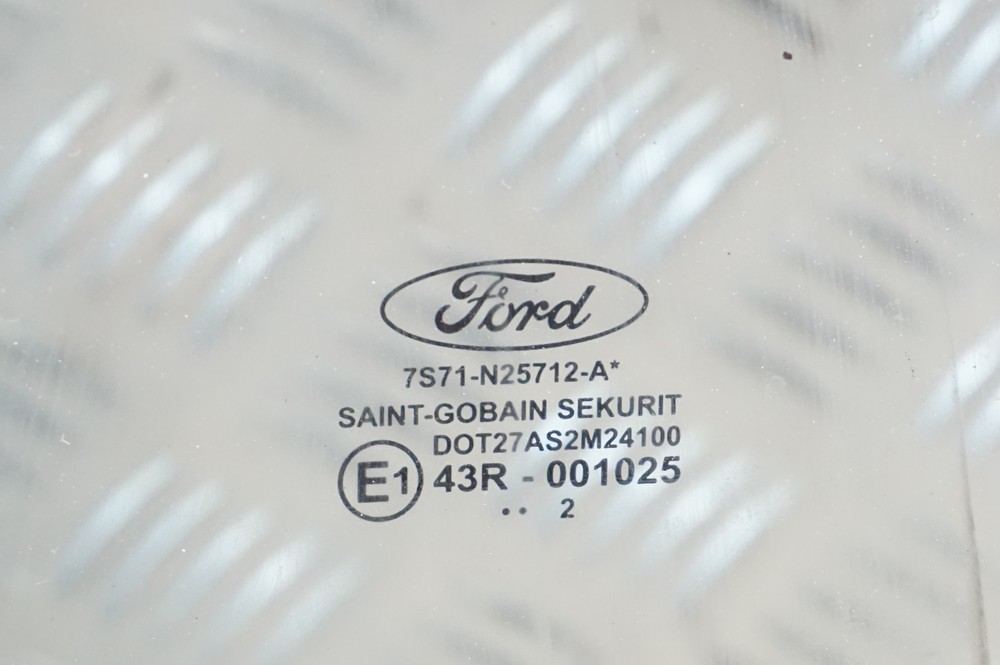 Ford
7S71-N25712-A*
SAINT-GOBAIN SEKURIT
DOT27AS2M24100
E1 43R - 001025
.. 2